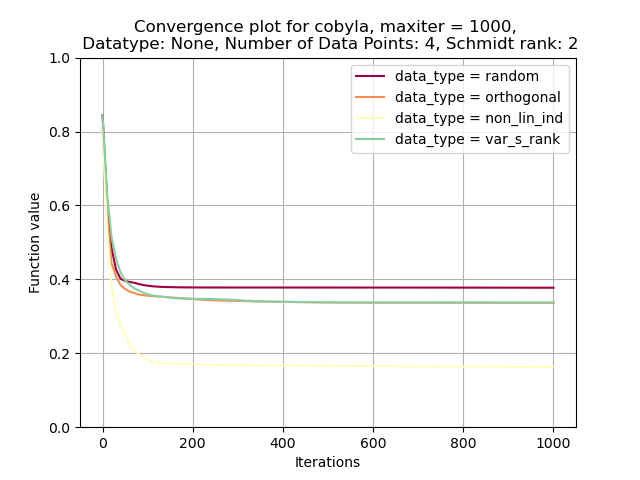 Convergence plot for cobyla, maxiter = 1000,
Datatype: None, Number of Data Points: 4, Schmidt rank: 2
1.0
0.8
0.6
0.4
0.2
0.0
Function value
data_type = random
data_type = orthogonal
data_type = non_lin_ind
data_type = var_s_rank
0 200 400 600 800 1000
Iterations